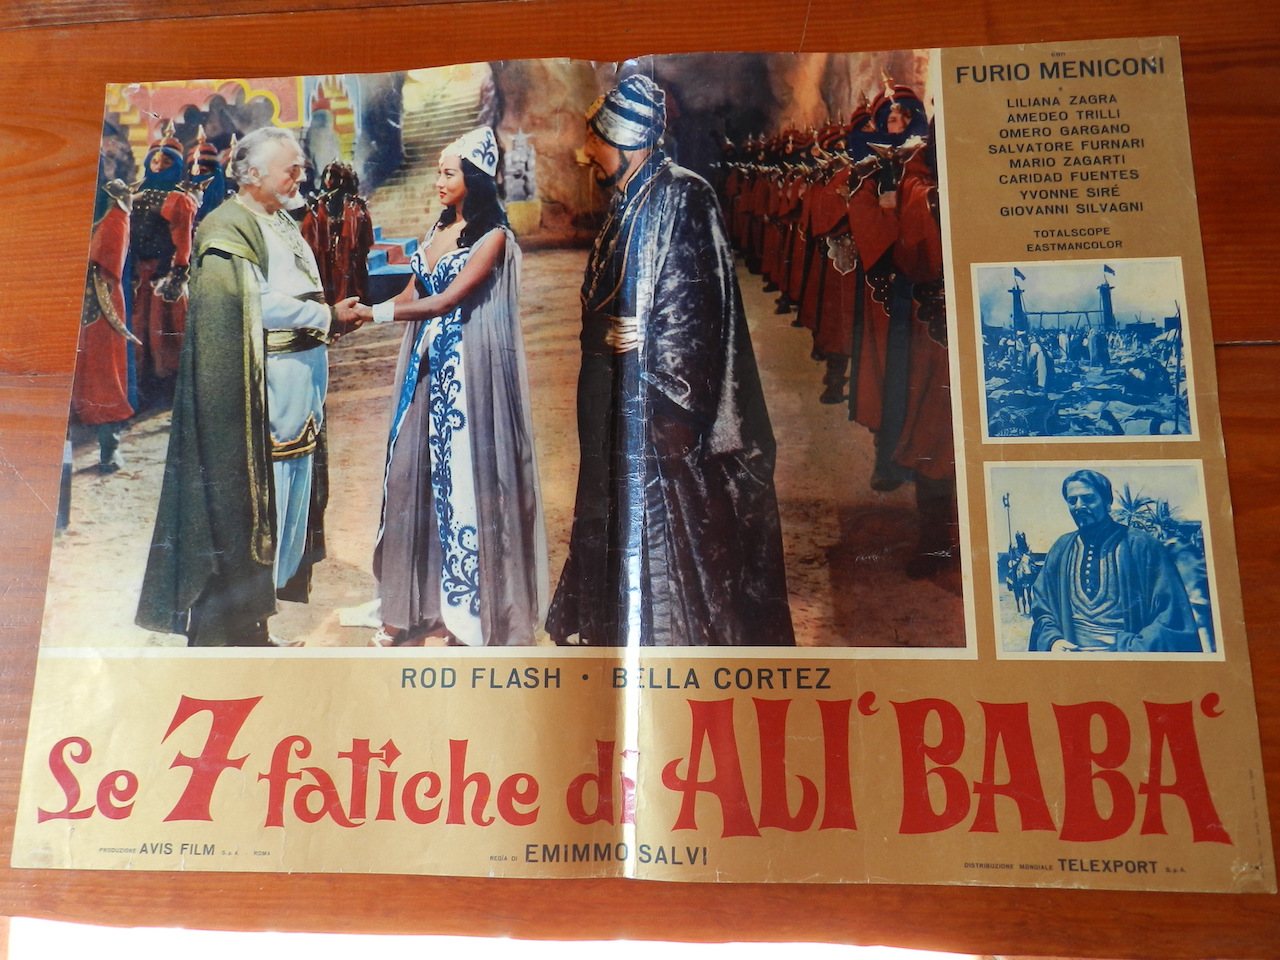 con
FURIO MENICONI
LILIANA ZAGRA
AMEDEO TRILLI
OMERO GARGANO
SALVATORE FURNARI
MARIO ZAGARTI
CARIDAD FUENTES
YVONNE SIRÉ
GIOVANNI SILVAGNI
TOTALSCOPE
EASTMANCOLOR
ROD FLASH • BELLA CORTEZ
Le 7 fatiche di ALI' BABA'
PRODUZIONE AVIS FILM S.p.A. - ROMA
REGIA DI EMIMMO SALVI
DISTRIBUZIONE MONDIALE TELEXPORT S.p.A.